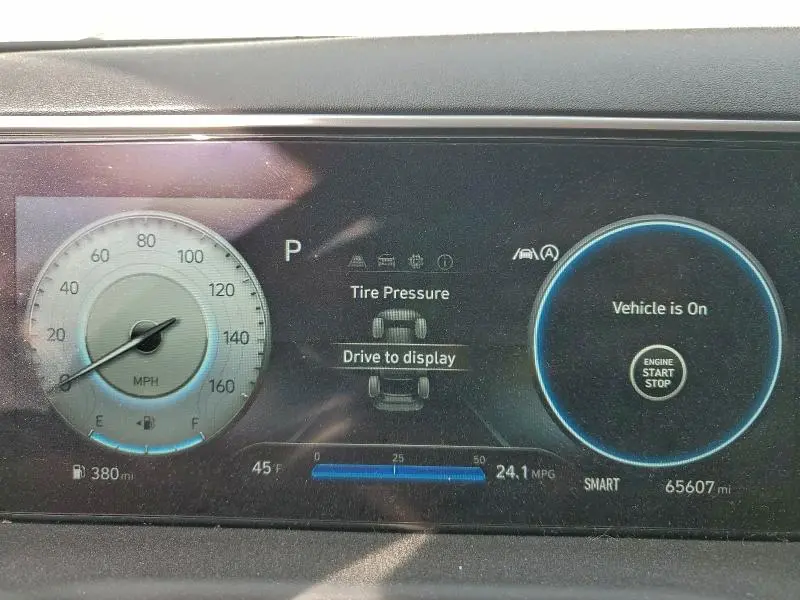 0
20
40
60
80
100
120
140
160
MPH
E
F
380 mi
P
Tire Pressure
Drive to display
45°F
0
25
50
24.1 MPG
A
Vehicle is On
ENGINE
START
STOP
SMART
65607 mi